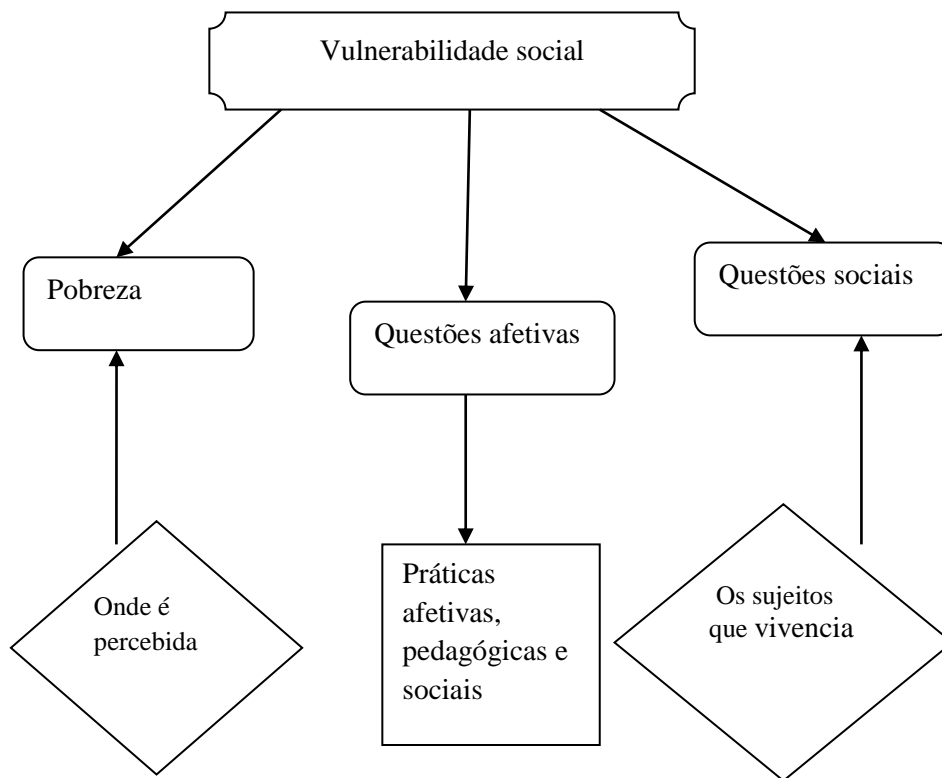 Vulnerabilidade social
Pobreza
Questões afetivas
Questões sociais
Onde é
percebida
Práticas
afetivas,
pedagógicas e
sociais
Os sujeitos
que vivencia